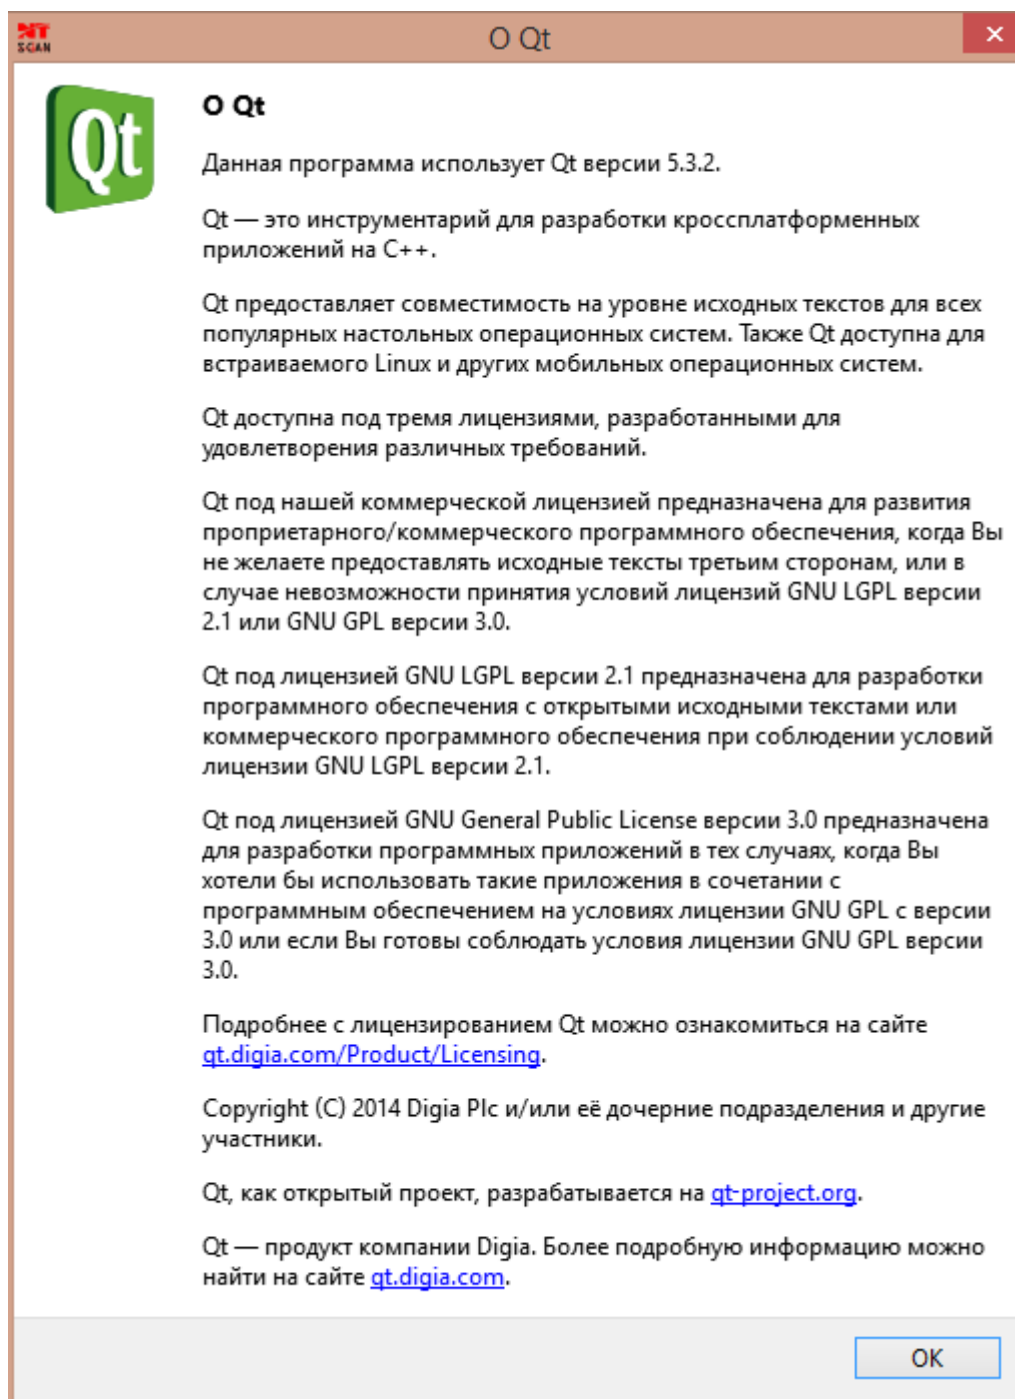 NT
SCAN
О Qt
Qt
О Qt
Данная программа использует Qt версии 5.3.2.
Qt — это инструментарий для разработки кроссплатформенных
приложений на C++.
Qt предоставляет совместимость на уровне исходных текстов для всех
популярных настольных операционных систем. Также Qt доступна для
встраиваемого Linux и других мобильных операционных систем.
Qt доступна под тремя лицензиями, разработанными для
удовлетворения различных требований.
Qt под нашей коммерческой лицензией предназначена для развития
проприетарного/коммерческого программного обеспечения, когда Вы
не желаете предоставлять исходные тексты третьим сторонам, или в
случае невозможности принятия условий лицензий GNU LGPL версии
2.1 или GNU GPL версии 3.0.
Qt под лицензией GNU LGPL версии 2.1 предназначена для разработки
программного обеспечения с открытыми исходными текстами или
коммерческого программного обеспечения при соблюдении условий
лицензии GNU LGPL версии 2.1.
Qt под лицензией GNU General Public License версии 3.0 предназначена
для разработки программных приложений в тех случаях, когда Вы
хотели бы использовать такие приложения в сочетании с
программным обеспечением на условиях лицензии GNU GPL с версии
3.0 или если Вы готовы соблюдать условия лицензии GNU GPL версии
3.0.
Подробнее с лицензированием Qt можно ознакомиться на сайте
qt.digia.com/Product/Licensing.
Copyright (C) 2014 Digia Plc и/или её дочерние подразделения и другие
участники.
Qt, как открытый проект, разрабатывается на qt-project.org.
Qt — продукт компании Digia. Более подробную информацию можно
найти на сайте qt.digia.com.
OK